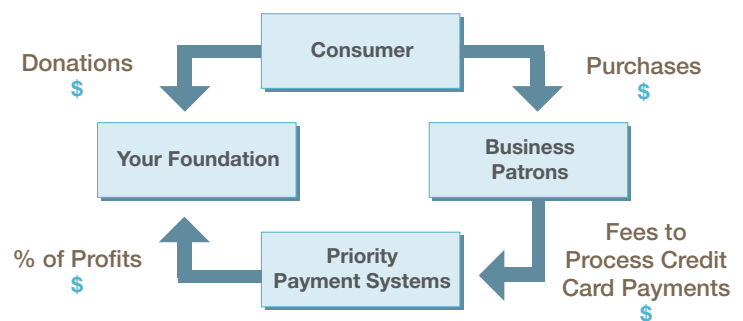 Consumer
Donations
$
Purchases
$
Your Foundation
Business
Patrons
% of Profits
$
Priority
Payment Systems
Fees to
Process Credit
Card Payments
$